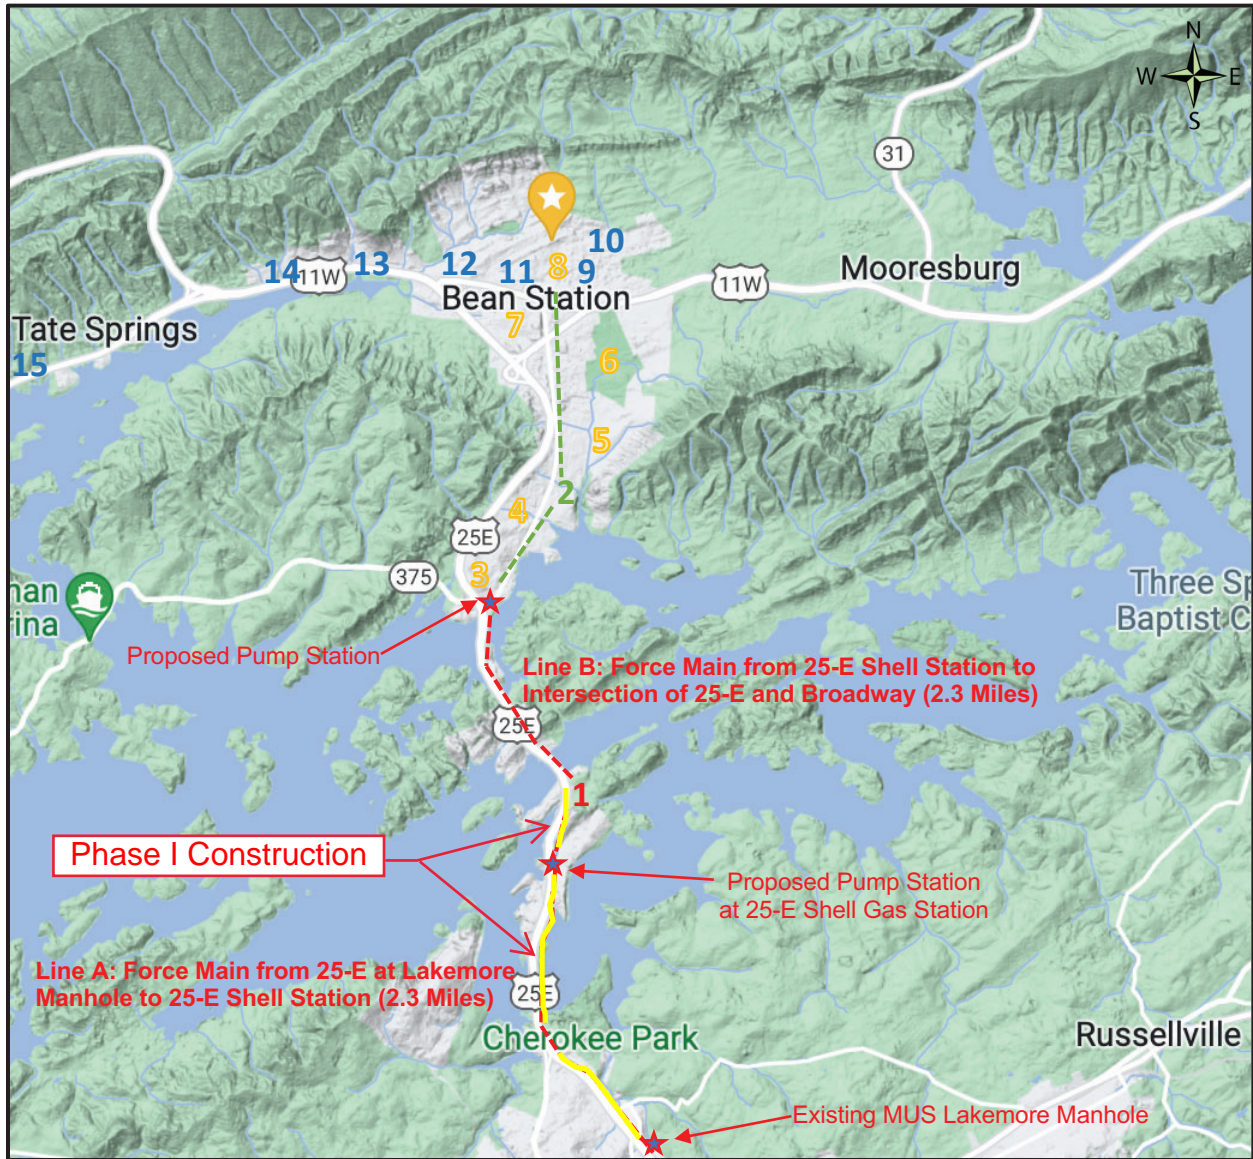 N
W E
S
31
10
12
14
11W
13
11
8
9
11W
Mooresburg
Bean Station
Tate Springs
7
15
6
5
2
4
25E
3
375
Three Sp
Baptist C
man
rina
Proposed Pump Station
Line B: Force Main from 25-E Shell Station to
Intersection of 25-E and Broadway (2.3 Miles)
25E
1
Phase I Construction
Proposed Pump Station
at 25-E Shell Gas Station
Line A: Force Main from 25-E at Lakemore
Manhole to 25-E Shell Station (2.3 Miles)
25E
Cherokee Park
Russellville
Existing MUS Lakemore Manhole